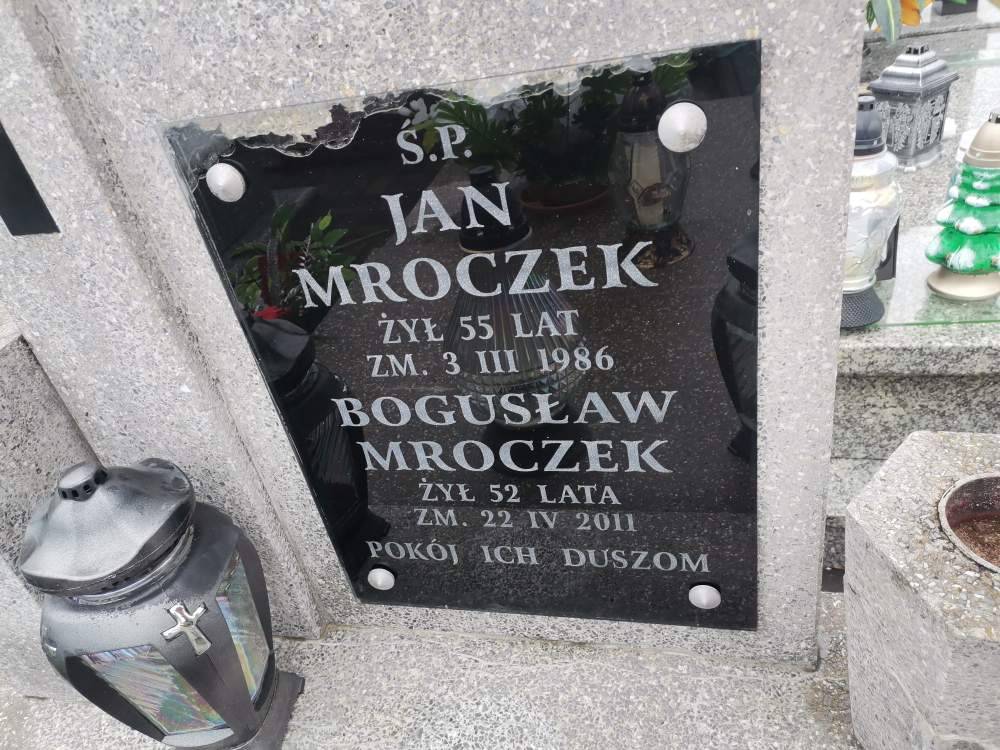 Ś.P.
JAN
MROCZEK
ŻYŁ 55 LAT
ZM. 3 III 1986
BOGUSŁAW
MROCZEK
ŻYŁ 52 LATA
ZM. 22 IV 2011
POKÓJ ICH DUSZOM